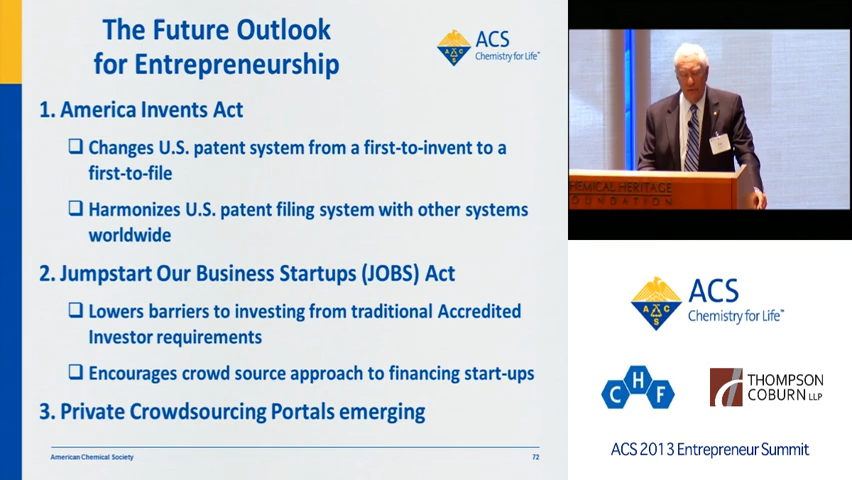 The Future Outlook
for Entrepreneurship
ACS
Chemistry for Life™
A C S
1. America Invents Act
Changes U.S. patent system from a first-to-invent to a
first-to-file
Harmonizes U.S. patent filing system with other systems
worldwide
2. Jumpstart Our Business Startups (JOBS) Act
Lowers barriers to investing from traditional Accredited
Investor requirements
Encourages crowd source approach to financing start-ups
3. Private Crowdsourcing Portals emerging
American Chemical Society
72
HEMICAL HERITAGE
FOUNDATION
A C S
ACS
Chemistry for Life™
C H F
THOMPSON
COBURN LLP
ACS 2013 Entrepreneur Summit